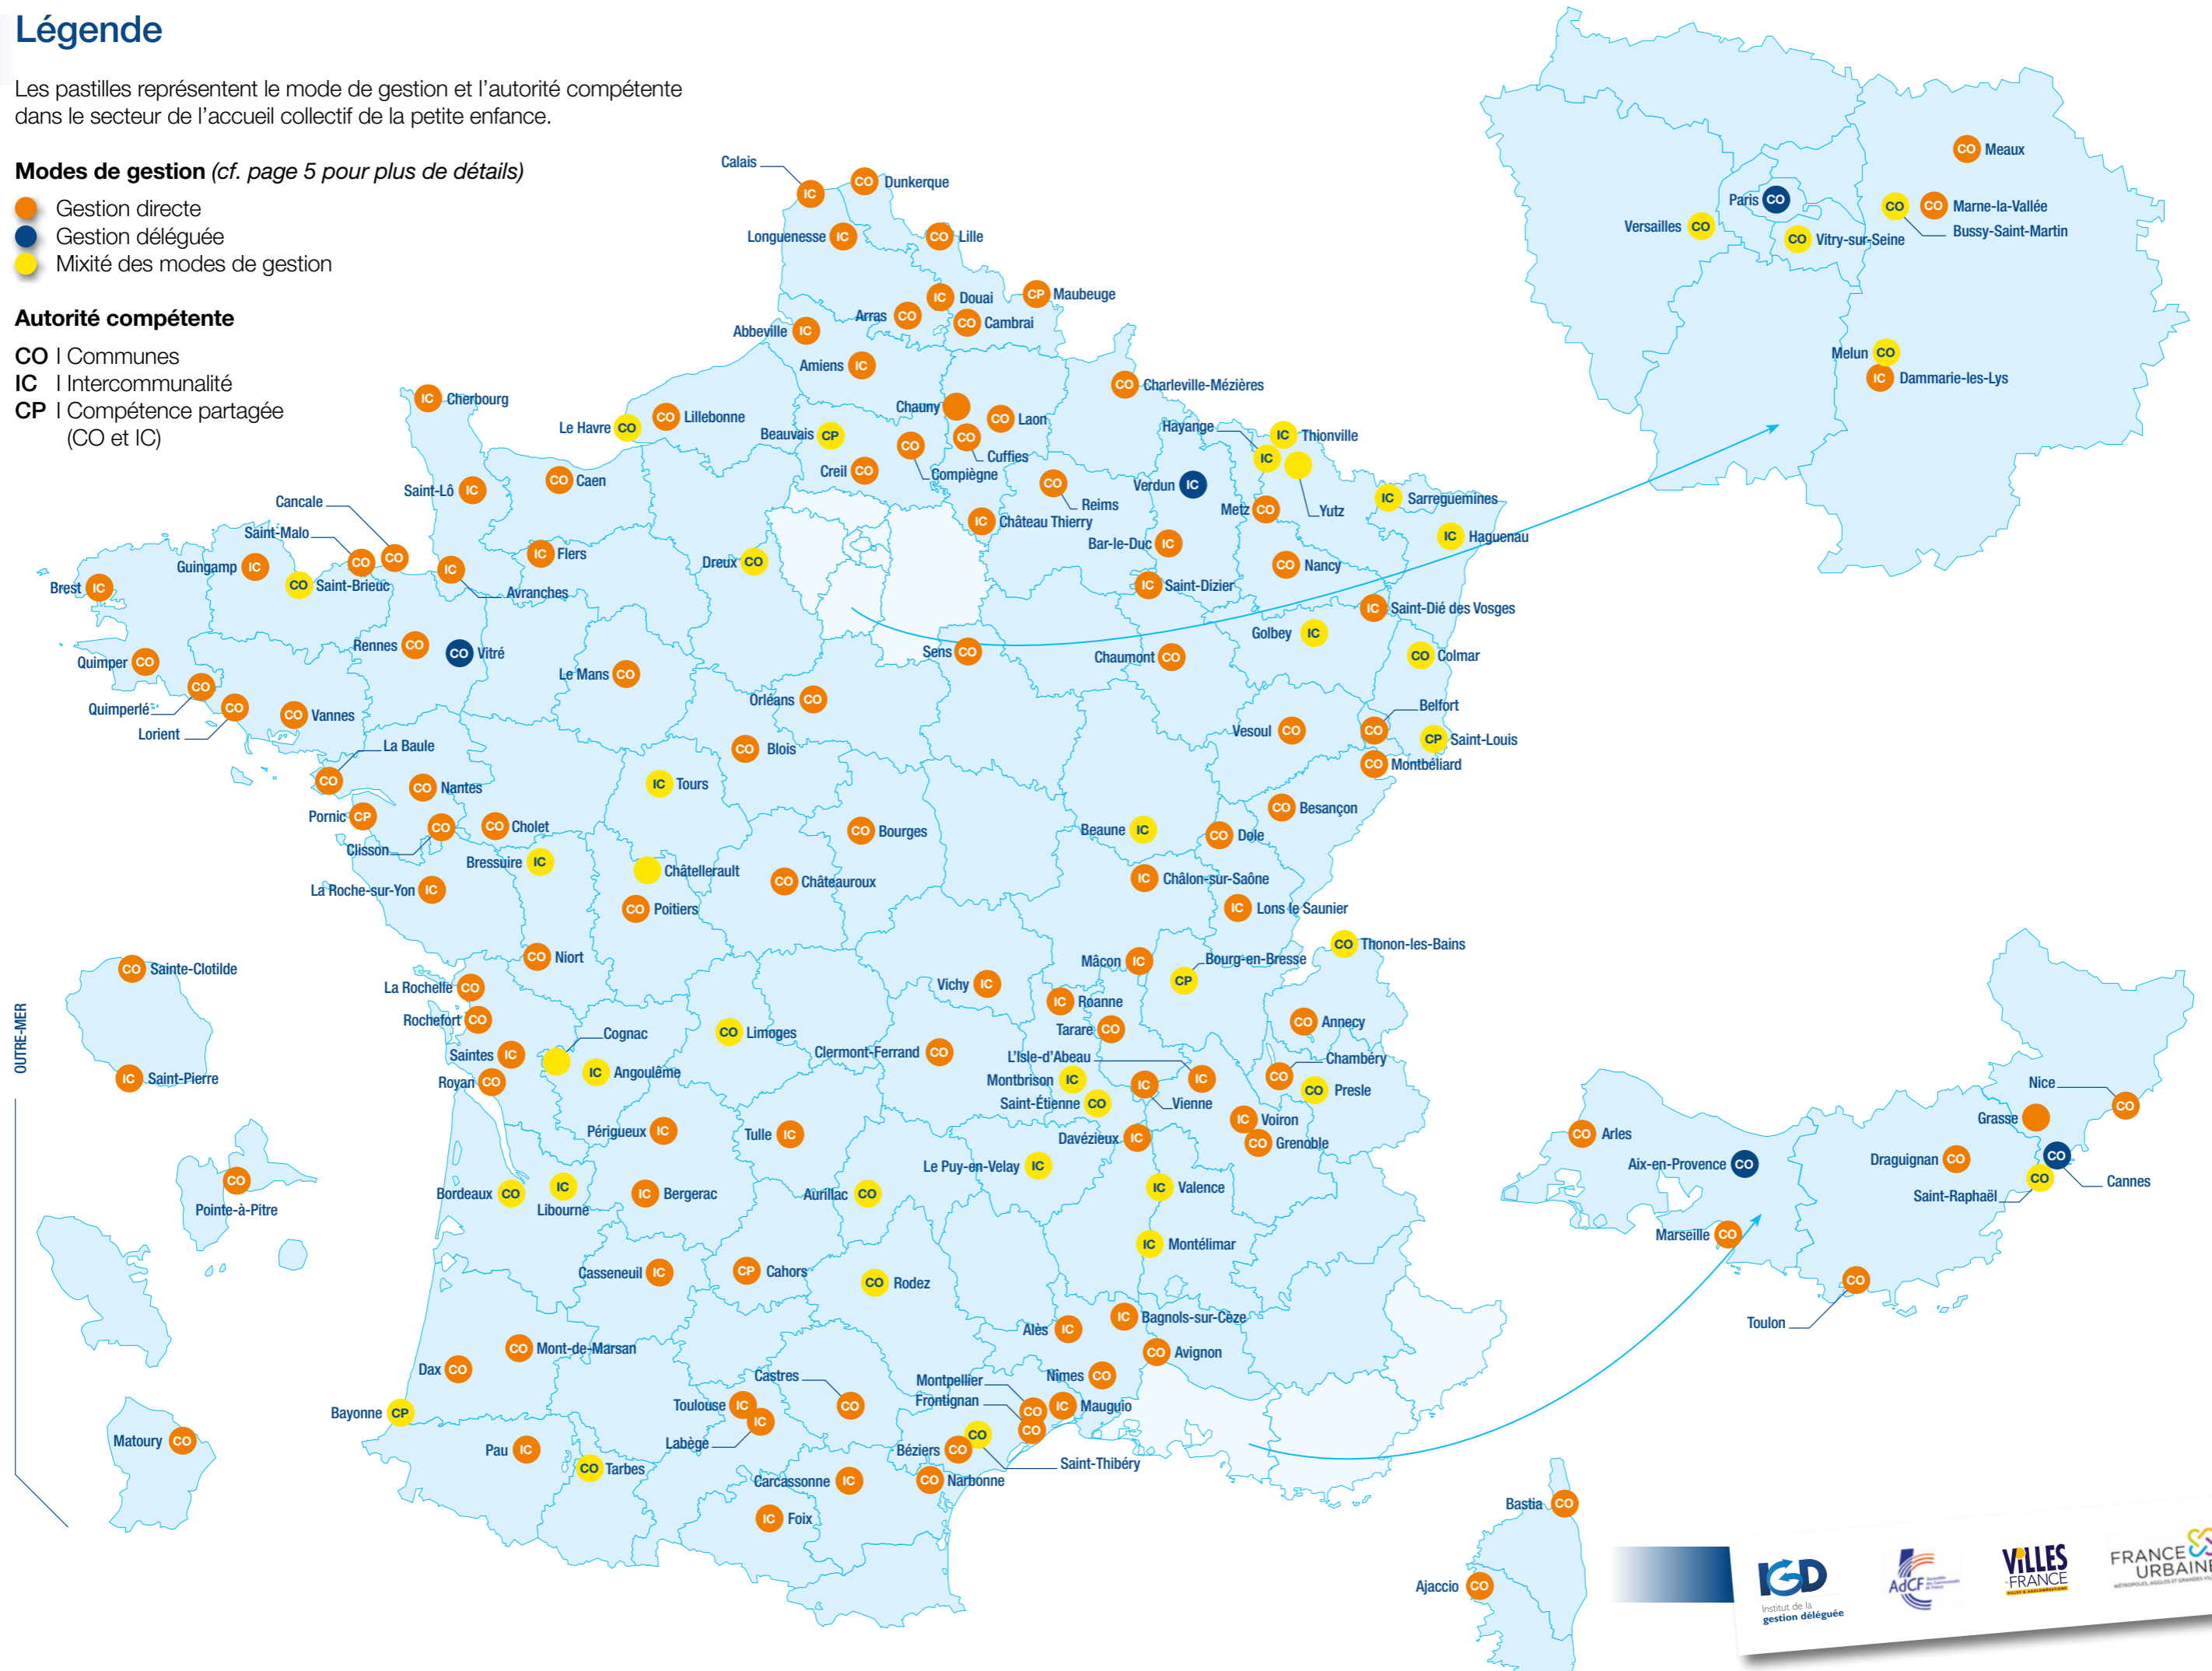 Légende
Les pastilles représentent le mode de gestion et l'autorité compétente
dans le secteur de l'accueil collectif de la petite enfance.
Modes de gestion (cf. page 5 pour plus de détails)
Gestion directe
Gestion déléguée
Mixité des modes de gestion
Autorité compétente
CO I Communes
IC I Intercommunalité
CP I Compétence partagée
(CO et IC)
Calais IC
CO Dunkerque
Longuenesse IC
CO Lille
IC Douai
CP Maubeuge
Arras CO
CO Cambrai
Abbeville IC
Amiens IC
CO Charleville-Mézières
IC Cherbourg
Chauny
CO Laon
Le Havre CO
CO Lillebonne
Beauvais CP
CO Cuffies
CO Compiègne
Creil CO
Hayange IC
IC Thionville
Yutz
CO Caen
Saint-Lô IC
CO Reims
Verdun IC
IC Sarreguemines
Metz CO
IC Château Thierry
Cancale CO
Saint-Malo CO
IC Haguenau
Bar-le-Duc IC
IC Flers
Dreux CO
CO Nancy
Guingamp IC
CO Saint-Brieuc
IC Avranches
Brest IC
IC Saint-Dizier
IC Saint-Dié des Vosges
Golbey IC
Rennes CO
CO Vitré
Sens CO
Chaumont CO
CO Colmar
Quimper CO
Le Mans CO
Quimperlé CO
Lorient CO
CO Vannes
Orléans CO
Belfort CO
Vesoul CO
CP Saint-Louis
CO Blois
CO Montbéliard
La Baule CO
CO Nantes
IC Tours
Pornic CP
CO Besançon
Clisson CO
CO Cholet
CO Bourges
Beaune IC
CO Dole
Bressuire IC
Châtellerault
CO Châteauroux
IC Châlon-sur-Saône
La Roche-sur-Yon IC
CO Poitiers
IC Lons le Saunier
CO Niort
CO Thonon-les-Bains
Mâcon IC
Bourg-en-Bresse CP
La Rochelle CO
Vichy IC
IC Roanne
Rochefort CO
Tarare CO
CO Annecy
Cognac
CO Limoges
Saintes IC
Clermont-Ferrand CO
L'Isle-d'Abeau IC
Chambéry CO
Royan CO
IC Angoulême
Montbrison IC
IC Vienne
CO Presle
Saint-Étienne CO
Périgueux IC
Tulle IC
Davézieux IC
IC Voiron
CO Grenoble
Le Puy-en-Velay IC
Bordeaux CO
IC Libourne
IC Bergerac
Aurillac CO
IC Valence
IC Montélimar
Casseneuil IC
CP Cahors
CO Rodez
IC Bagnols-sur-Cèze
Alès IC
CO Mont-de-Marsan
CO Avignon
Dax CO
Nîmes CO
Castres CO
Montpellier CO
Frontignan CO
IC Mauguio
Toulouse IC
Labège IC
Bayonne CP
Béziers CO
CO Saint-Thibéry
Pau IC
CO Tarbes
Carcassonne IC
CO Narbonne
IC Foix
OUTRE-MER
CO Sainte-Clotilde
IC Saint-Pierre
CO
Pointe-à-Pitre
Matoury CO
CO Meaux
Paris CO
Versailles CO
CO Vitry-sur-Seine
CO Bussy-Saint-Martin
CO Marne-la-Vallée
Melun CO
IC Dammarie-les-Lys
Nice CO
Grasse
CO Arles
Aix-en-Provence CO
Draguignan CO
CO Cannes
Saint-Raphaël CO
Marseille CO
Toulon CO
Bastia CO
Ajaccio CO
IGD
Institut de la
gestion déléguée
AdCF
VILLES
DE FRANCE
FRANCE
URBAINE